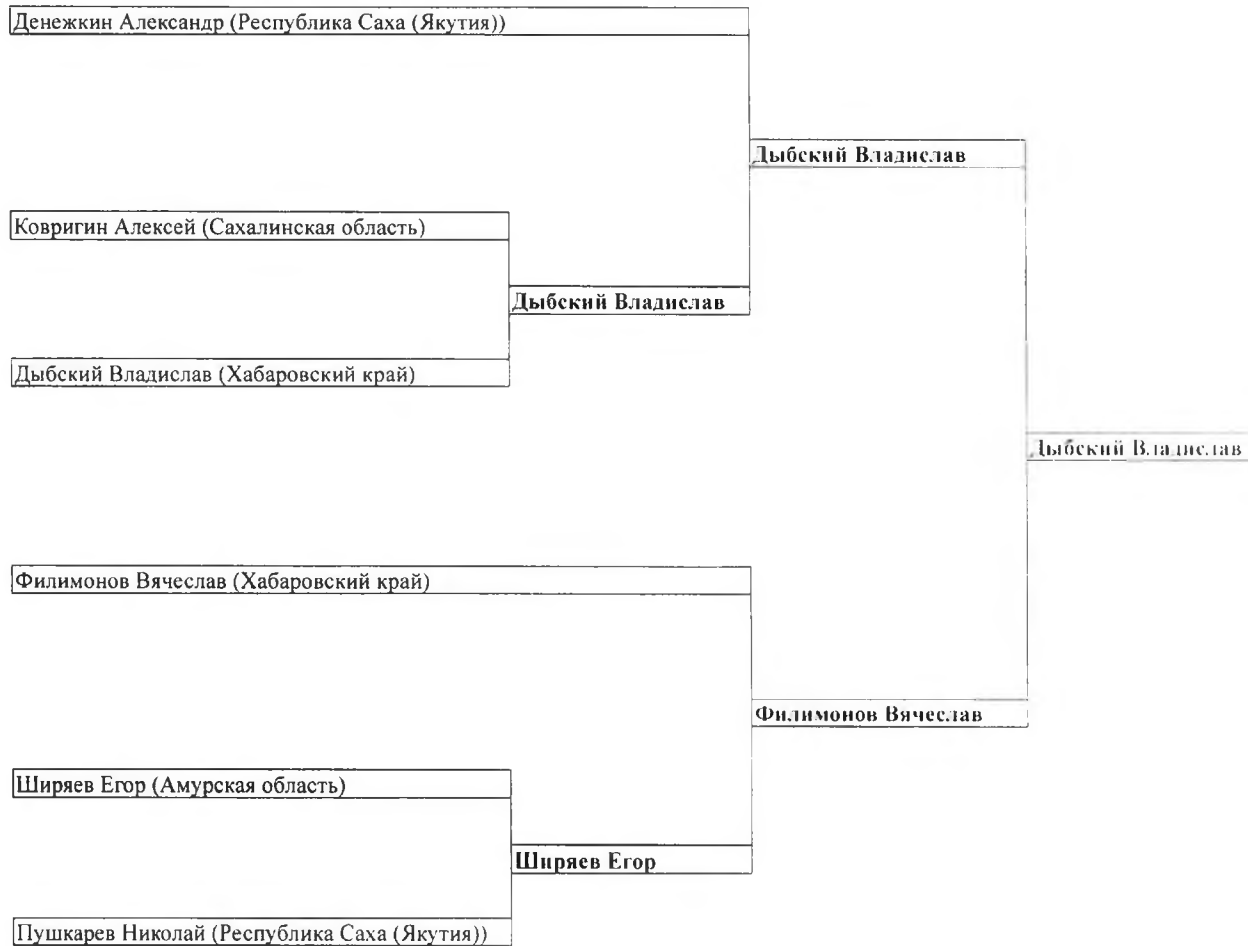 Денежкин Александр (Республика Саха (Якутия))
Дыбский Владислав
Ковригин Алексей (Сахалинская область)
Дыбский Владислав
Дыбский Владислав (Хабаровский край)
Дыбский Владислав
Филимонов Вячеслав (Хабаровский край)
Филимонов Вячеслав
Ширяев Егор (Амурская область)
Ширяев Егор
Пушкарев Николай (Республика Саха (Якутия))